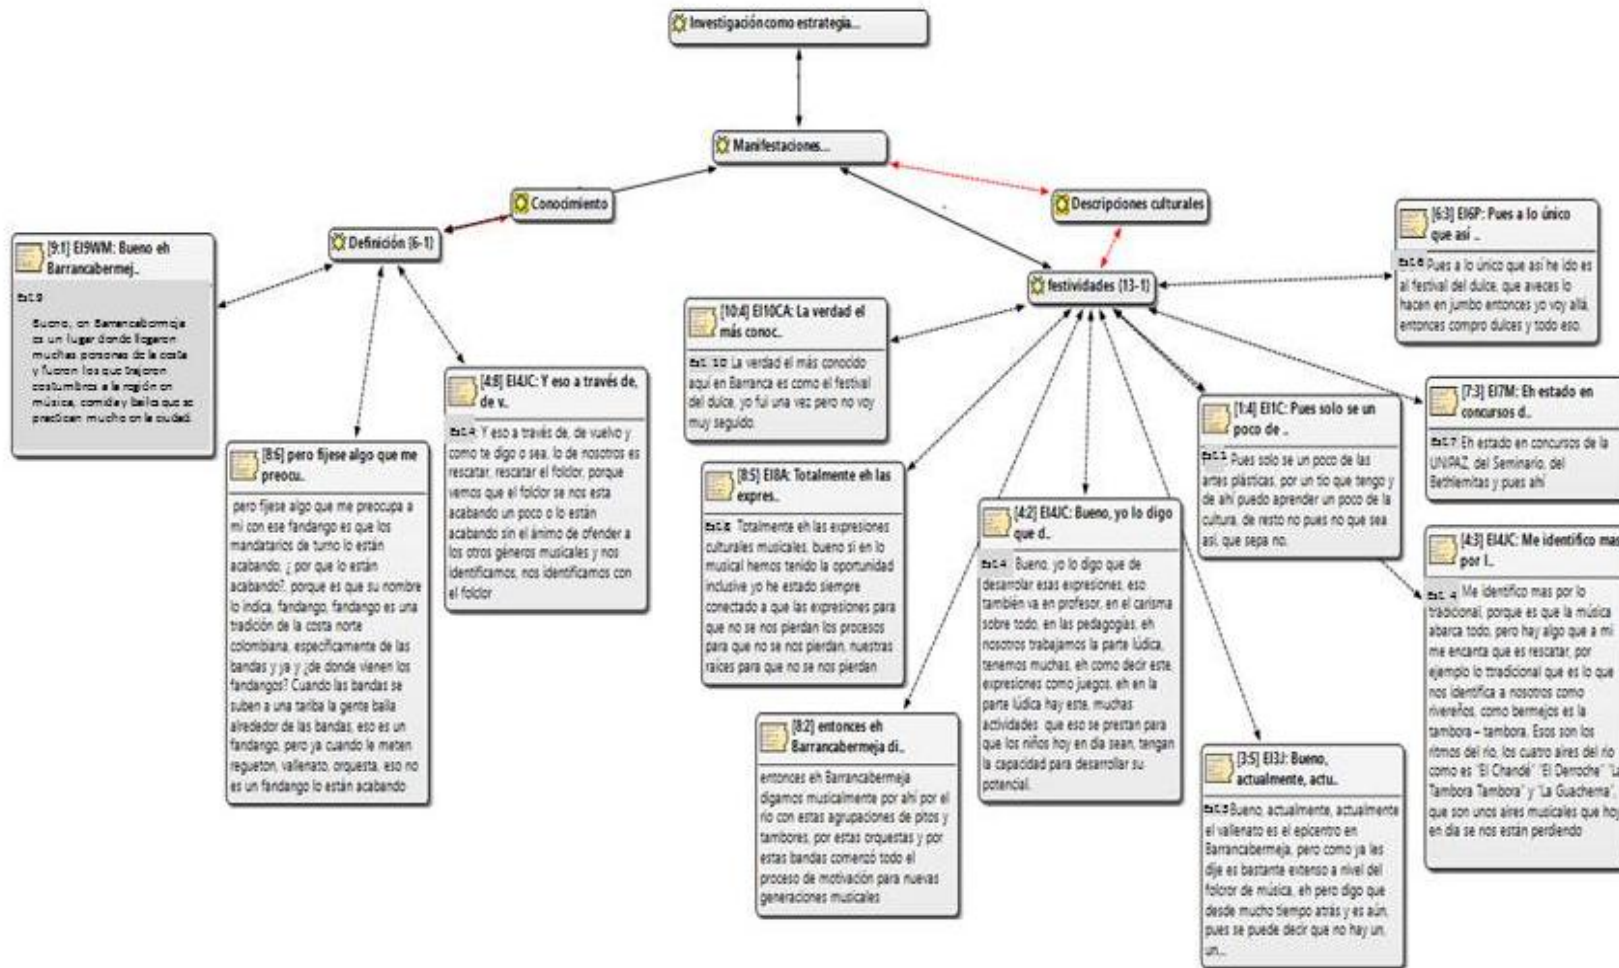 Investigación como estrategia...
Manifestaciones...
Conocimiento
Descripciones culturales
Definición {6-1}
festividades {13-1}
[9:1] EI9WM: Bueno eh
Barrancabermej..
Est.9
Bueno, en Barrancabermeja
es un lugar donde llegaron
muchas personas de la costa
y fueron los que trajeron
costumbres a la región en
música, comida y baile que se
practican mucho en la ciudad.
[8:6] pero fijese algo que me
preocu..
pero fijese algo que me preocupa a
mi con ese fandango es que los
mandatarios de turno lo están
acabando, ¿ por que lo están
acabando?, porque es que su nombre
lo indica, fandango, fandango es una
tradición de la costa norte
colombiana, específicamente de las
bandas y ya y ¿de donde vienen los
fandangos? Cuando las bandas se
suben a una tariba la gente baila
alrededor de las bandas, eso es un
fandango, pero ya cuando le meten
regueton, vallenato, orquesta, eso no
es un fandango lo están acabando
[4:8] EI4JC: Y eso a través de,
de v..
Est.4: Y eso a través de, de vuelvo y
como te digo o sea, lo de nosotros es
rescatar, rescatar el folclor, porque
vemos que el folclor se nos esta
acabando un poco o lo están
acabando sin el ánimo de ofender a
los otros géneros musicales y nos
identificamos, nos identificamos con
el folclor
[10:4] EI10CA: La verdad el
más conoc..
Est. 10 La verdad el más conocido
aquí en Barranca es como el festival
del dulce, yo fui una vez pero no voy
muy seguido.
[8:5] EI8A: Totalmente eh las
expres..
Est.8 Totalmente eh las expresiones
culturales musicales, bueno si en lo
musical hemos tenido la oportunidad
inclusive yo he estado siempre
conectado a que las expresiones para
que no se nos pierdan los procesos
para que no se nos pierdan, nuestras
raíces para que no se nos pierdan
[8:2] entonces eh
Barrancabermeja di..
entonces eh Barrancabermeja
digamos musicalmente por ahí por el
río con estas agrupaciones de pitos y
tambores, por estas orquestas y por
estas bandas comenzó todo el
proceso de motivación para nuevas
generaciones musicales
[4:2] EI4JC: Bueno, yo lo digo
que d..
Est.4 Bueno, yo lo digo que de
desarrollar esas expresiones, eso
también va en profesor, en el carisma
sobre todo, en las pedagogías, eh
nosotros trabajamos la parte lúdica,
tenemos muchas, eh como decir este,
expresiones como juegos, eh en la
parte lúdica hay este, muchas
actividades que eso se prestan para
que los niños hoy en día sean, tengan
la capacidad para desarrollar su
potencial.
[1:4] EI1C: Pues solo se un
poco de ..
Est.1 Pues solo se un poco de las
artes plásticas, por un tio que tengo y
de ahí puedo aprender un poco de la
cultura, de resto no pues no que sea
así, que sepa no.
[3:5] EI3J: Bueno,
actualmente, actu..
Est.3 Bueno, actualmente, actualmente
el vallenato es el epicentro en
Barrancabermeja, pero como ya les
dije es bastante extenso a nivel del
folcror de música, eh pero digo que
desde mucho tiempo atrás y es aún,
pues se puede decir que no hay un,
un...
[6:3] EI6P: Pues a lo único
que así ..
Est.6 Pues a lo único que así he ido es
al festival del dulce, que aveces lo
hacen en jumbo entonces yo voy allá,
entonces compro dulces y todo eso.
[7:3] EI7M: Eh estado en
concursos d..
Est.7 Eh estado en concursos de la
UNIPAZ, del Seminario, del
Bethlemitas y pues ahí
[4:3] EI4JC: Me identifico mas
por l..
Est. 4 Me identifico mas por lo
tradicional, porque es que la música
abarca todo, pero hay algo que a mi
me encanta que es rescatar, por
ejemplo lo ttradicional que es lo que
nos identifica a nosotros como
rivereños, como bermejos es la
tambora – tambora. Esos son los
ritmos del rio, los cuatro aires del rio
como es "El Chandé" "El Derroche" "La
Tambora Tambora" y "La Guacherna",
que son unos aires musicales que hoy
en día se nos están perdiendo